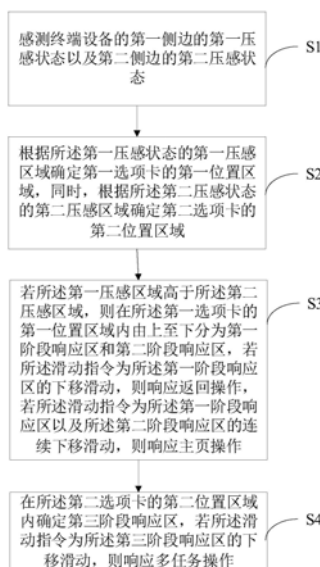 感测终端设备的第一侧边的第一压
感状态以及第二侧边的第二压感状
态
S1
根据所述第一压感状态的第一压感
区域确定第一选项卡的第一位置区
域，同时，根据所述第二压感状态
的第二压感区域确定第二选项卡的
第二位置区域
S2
若所述第一压感区域高于所述第二
压感区域，则在所述第一选项卡的
第一位置区域内由上至下分为第一
阶段响应区和第二阶段响应区，若
所述滑动指令为所述第一阶段响应
区的下移滑动，则响应返回操作，
若所述滑动指令为所述第一阶段响
应区以及所述第二阶段响应区的连
续下移滑动，则响应主页操作
S3
在所述第二选项卡的第二位置区域
内确定第三阶段响应区，若所述滑
动指令为所述第三阶段响应区的下
移滑动，则响应多任务操作
S4